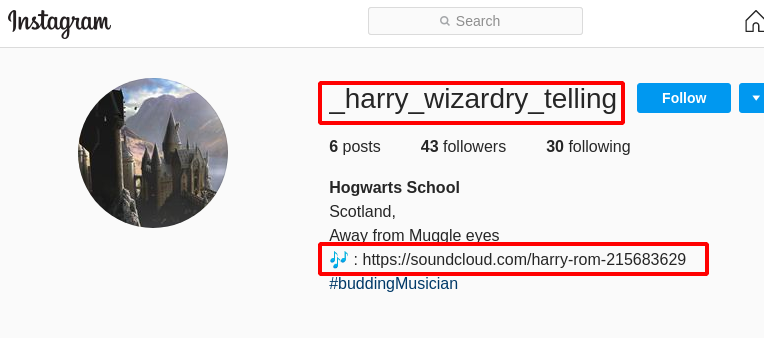 Instagram
Search
_harry_wizardry_telling
Follow
6 posts 43 followers 30 following
Hogwarts School
Scotland,
Away from Muggle eyes
🎶 : https://soundcloud.com/harry-rom-215683629
#buddingMusician